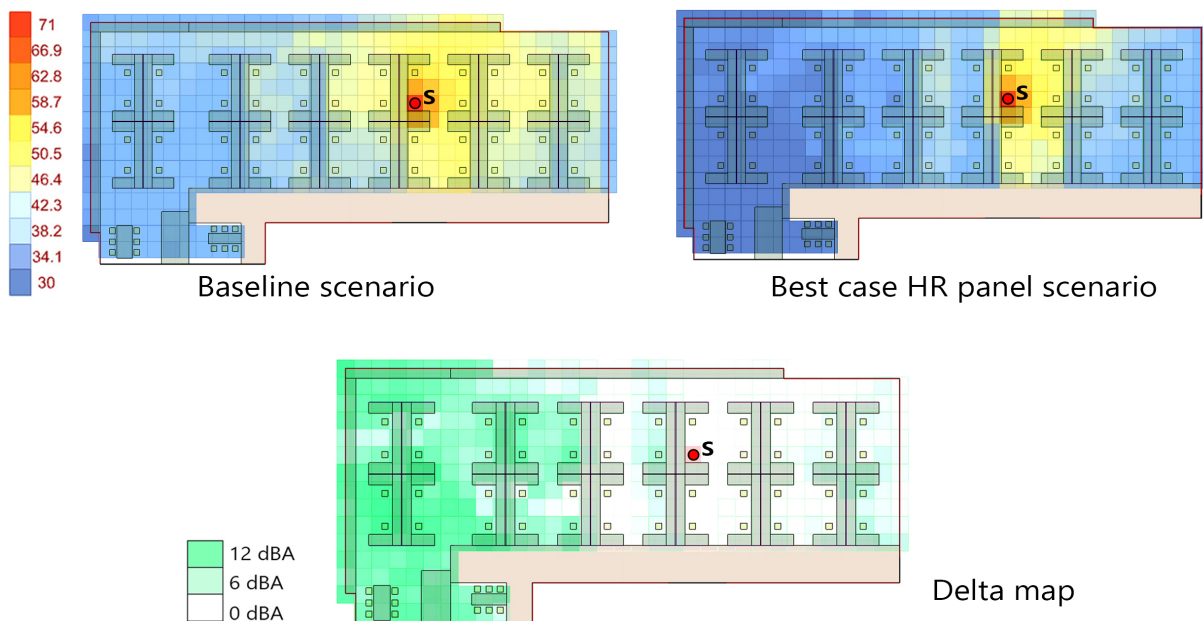 71
66.9
62.8
58.7
54.6
50.5
46.4
42.3
38.2
34.1
30
S
S
Baseline scenario
Best case HR panel scenario
S
12 dBA
6 dBA
0 dBA
Delta map